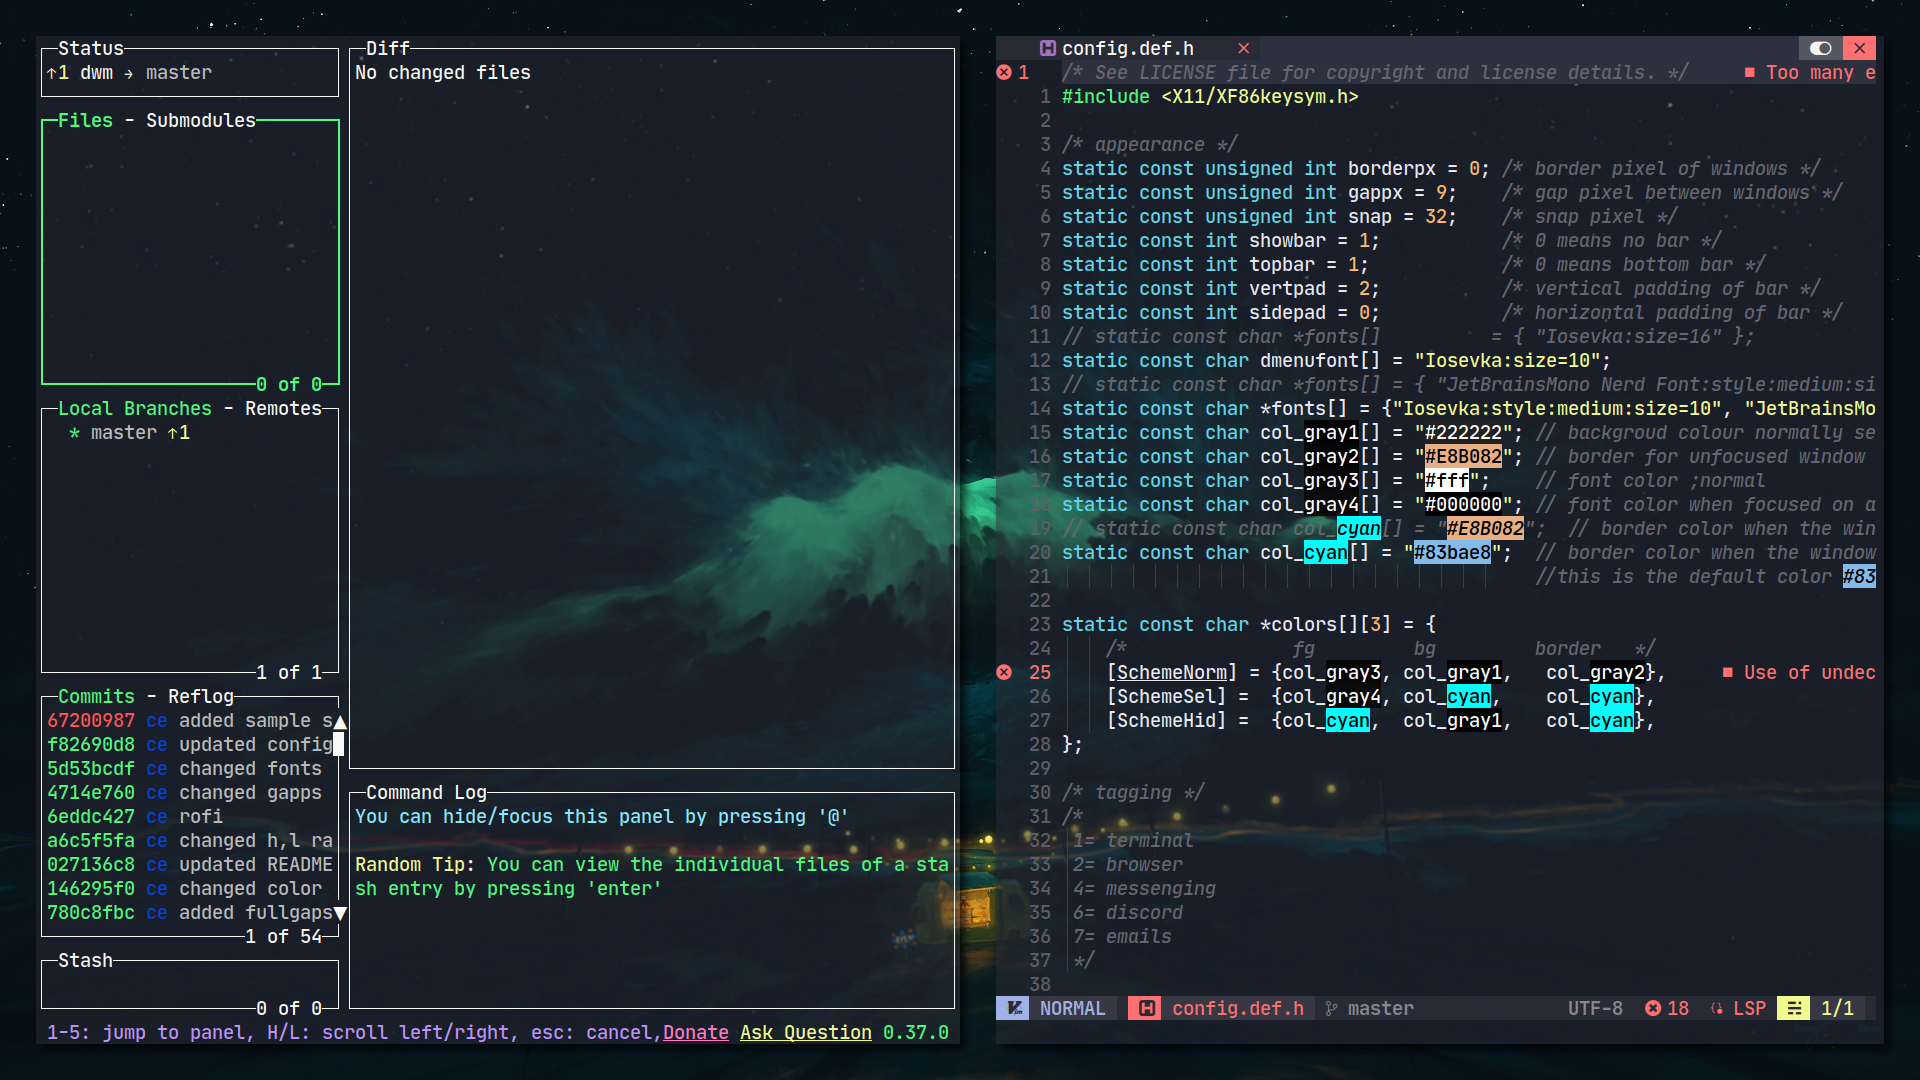 Status
↑1 dwm → master
Files - Submodules
0 of 0
Local Branches - Remotes
* master ↑1
1 of 1
Commits - Reflog
67200987 ce added sample s
f82690d8 ce updated config
5d53bcdf ce changed fonts
4714e760 ce changed gapps
6eddc427 ce rofi
a6c5f5fa ce changed h,l ra
027136c8 ce updated README
146295f0 ce changed color
780c8fbc ce added fullgaps
1 of 54
Stash
0 of 0
Diff
No changed files
Command Log
You can hide/focus this panel by pressing '@'
Random Tip: You can view the individual files of a sta
sh entry by pressing 'enter'
1-5: jump to panel, H/L: scroll left/right, esc: cancel,Donate Ask Question 0.37.0
config.def.h
1 /* See LICENSE file for copyright and license details. */ ■ Too many e
1 #include <X11/XF86keysym.h>
2
3 /* appearance */
4 static const unsigned int borderpx = 0; /* border pixel of windows */
5 static const unsigned int gappx = 9; /* gap pixel between windows */
6 static const unsigned int snap = 32; /* snap pixel */
7 static const int showbar = 1; /* 0 means no bar */
8 static const int topbar = 1; /* 0 means bottom bar */
9 static const int vertpad = 2; /* vertical padding of bar */
10 static const int sidepad = 0; /* horizontal padding of bar */
11 // static const char *fonts[] = { "Iosevka:size=16" };
12 static const char dmenufont[] = "Iosevka:size=10";
13 // static const char *fonts[] = { "JetBrainsMono Nerd Font:style:medium:si
14 static const char *fonts[] = {"Iosevka:style:medium:size=10", "JetBrainsMo
15 static const char col_gray1[] = "#222222"; // backgroud colour normally se
16 static const char col_gray2[] = "#E8B082"; // border for unfocused window
17 static const char col_gray3[] = "#fff"; // font color ;normal
18 static const char col_gray4[] = "#000000"; // font color when focused on a
19 // static const char col_cyan[] = "#E8B082"; // border color when the win
20 static const char col_cyan[] = "#83bae8"; // border color when the window
21 //this is the default color #83
22
23 static const char *colors[][3] = {
24 /* fg bg border */
25 [SchemeNorm] = {col_gray3, col_gray1, col_gray2}, ■ Use of undec
26 [SchemeSel] = {col_gray4, col_cyan, col_cyan},
27 [SchemeHid] = {col_cyan, col_gray1, col_cyan},
28 };
29
30 /* tagging */
31 /*
32 1= terminal
33 2= browser
34 4= messenging
35 6= discord
36 7= emails
37 */
38
NORMAL config.def.h master UTF-8 18 LSP 1/1